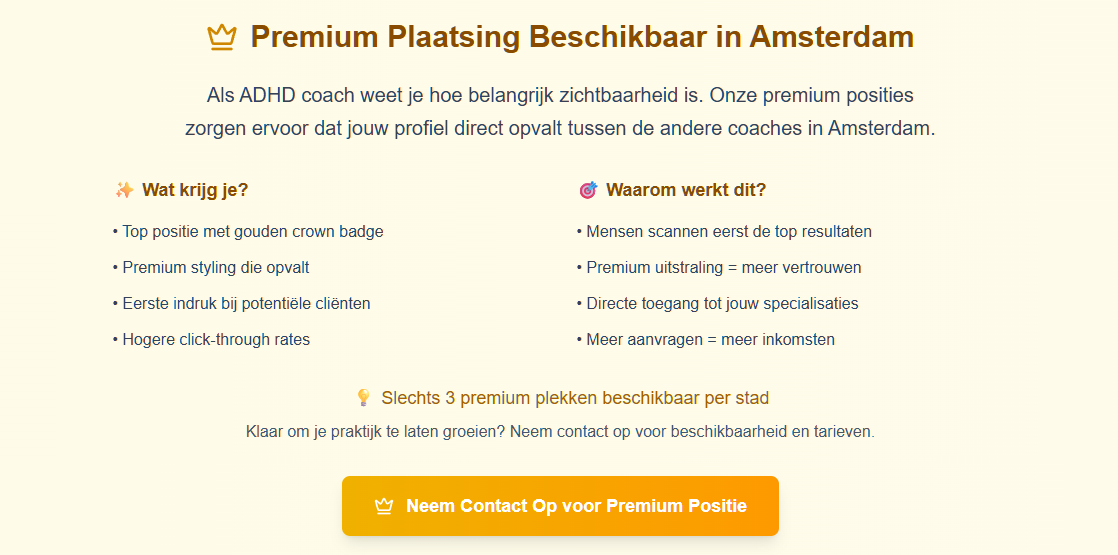 Premium Plaatsing Beschikbaar in Amsterdam
Als ADHD coach weet je hoe belangrijk zichtbaarheid is. Onze premium posities
zorgen ervoor dat jouw profiel direct opvalt tussen de andere coaches in Amsterdam.
✨ Wat krijg je?
• Top positie met gouden crown badge
• Premium styling die opvalt
• Eerste indruk bij potentiële cliënten
• Hogere click-through rates
🎯 Waarom werkt dit?
• Mensen scannen eerst de top resultaten
• Premium uitstraling = meer vertrouwen
• Directe toegang tot jouw specialisaties
• Meer aanvragen = meer inkomsten
💡 Slechts 3 premium plekken beschikbaar per stad
Klaar om je praktijk te laten groeien? Neem contact op voor beschikbaarheid en tarieven.
Neem Contact Op voor Premium Positie